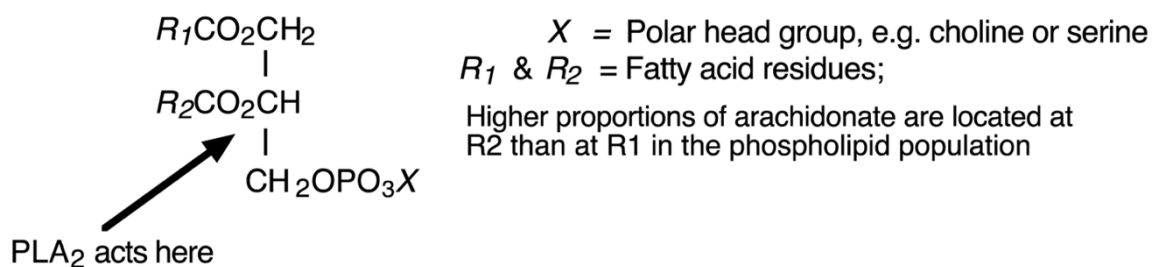 R₁CO₂CH₂
R₂CO₂CH
CH₂OPO₃X
PLA₂ acts here
X = Polar head group, e.g. choline or serine
R₁ & R₂ = Fatty acid residues;
Higher proportions of arachidonate are located at
R2 than at R1 in the phospholipid population